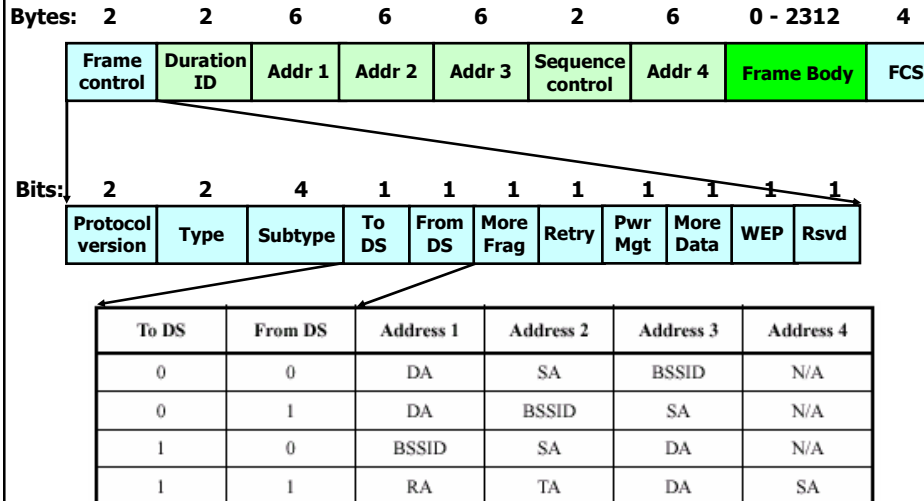 Bytes: 2 2 6 6 6 2 6 0 - 2312 4
Frame control Duration ID Addr 1 Addr 2 Addr 3 Sequence control Addr 4 Frame Body FCS
Bits: 2 2 4 1 1 1 1 1 1 1 1
Protocol version Type Subtype To DS From DS More Frag Retry Pwr Mgt More Data WEP Rsvd
To DS From DS Address 1 Address 2 Address 3 Address 4
0 0 DA SA BSSID N/A
0 1 DA BSSID SA N/A
1 0 BSSID SA DA N/A
1 1 RA TA DA SA